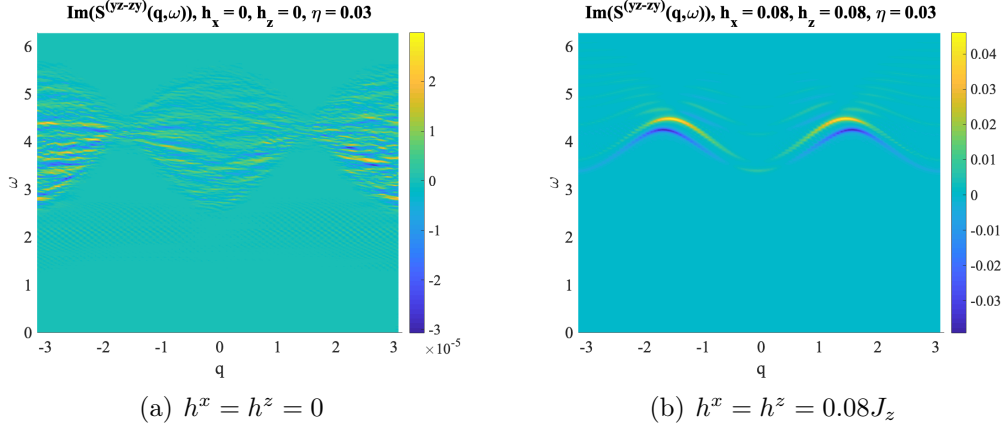 Im(S^(yz-zy)(q,ω)), h_x = 0, h_z = 0, η = 0.03
6
5
4
3
2
1
0
ω
-3 -2 -1 0 1 2 3
q
2
1
0
-1
-2
-3
×10^-5
(a) h^x = h^z = 0
Im(S^(yz-zy)(q,ω)), h_x = 0.08, h_z = 0.08, η = 0.03
6
5
4
3
2
1
0
ω
-3 -2 -1 0 1 2 3
q
0.04
0.03
0.02
0.01
0
-0.01
-0.02
-0.03
(b) h^x = h^z = 0.08J_z